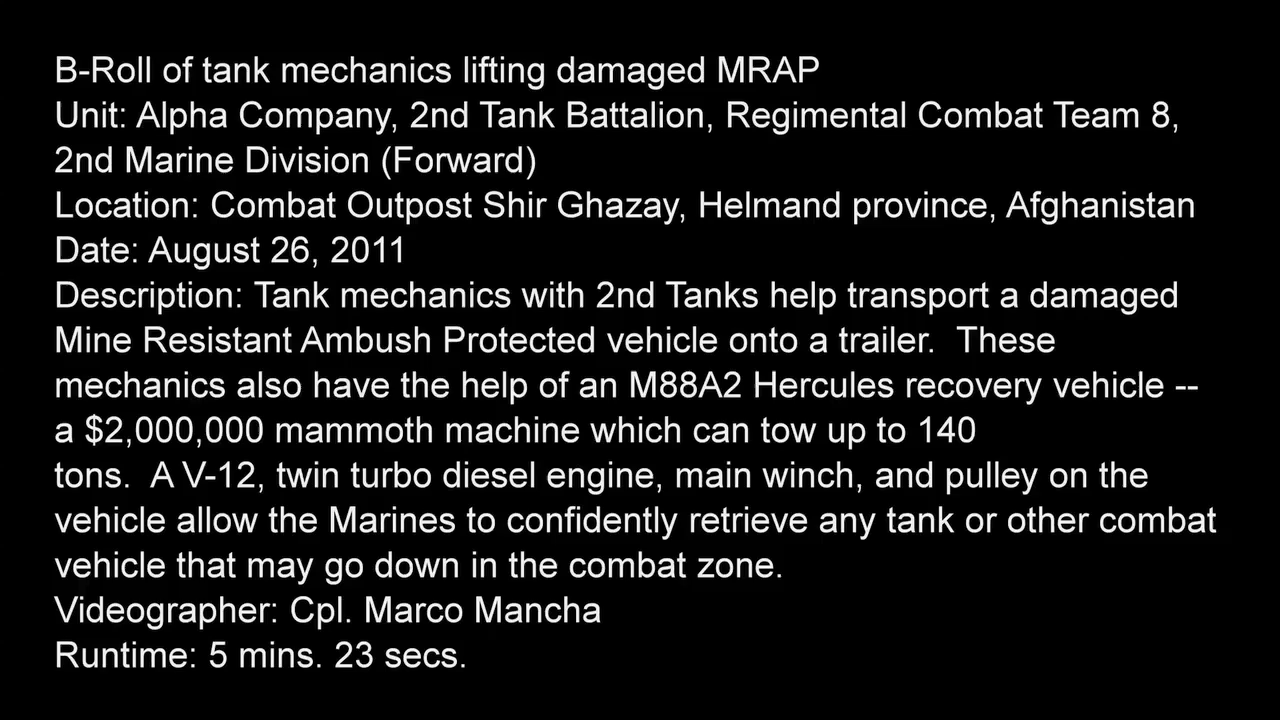 B-Roll of tank mechanics lifting damaged MRAP
Unit: Alpha Company, 2nd Tank Battalion, Regimental Combat Team 8,
2nd Marine Division (Forward)
Location: Combat Outpost Shir Ghazay, Helmand province, Afghanistan
Date: August 26, 2011
Description: Tank mechanics with 2nd Tanks help transport a damaged
Mine Resistant Ambush Protected vehicle onto a trailer.  These
mechanics also have the help of an M88A2 Hercules recovery vehicle --
a $2,000,000 mammoth machine which can tow up to 140
tons.  A V-12, twin turbo diesel engine, main winch, and pulley on the
vehicle allow the Marines to confidently retrieve any tank or other combat
vehicle that may go down in the combat zone.
Videographer: Cpl. Marco Mancha
Runtime: 5 mins. 23 secs.